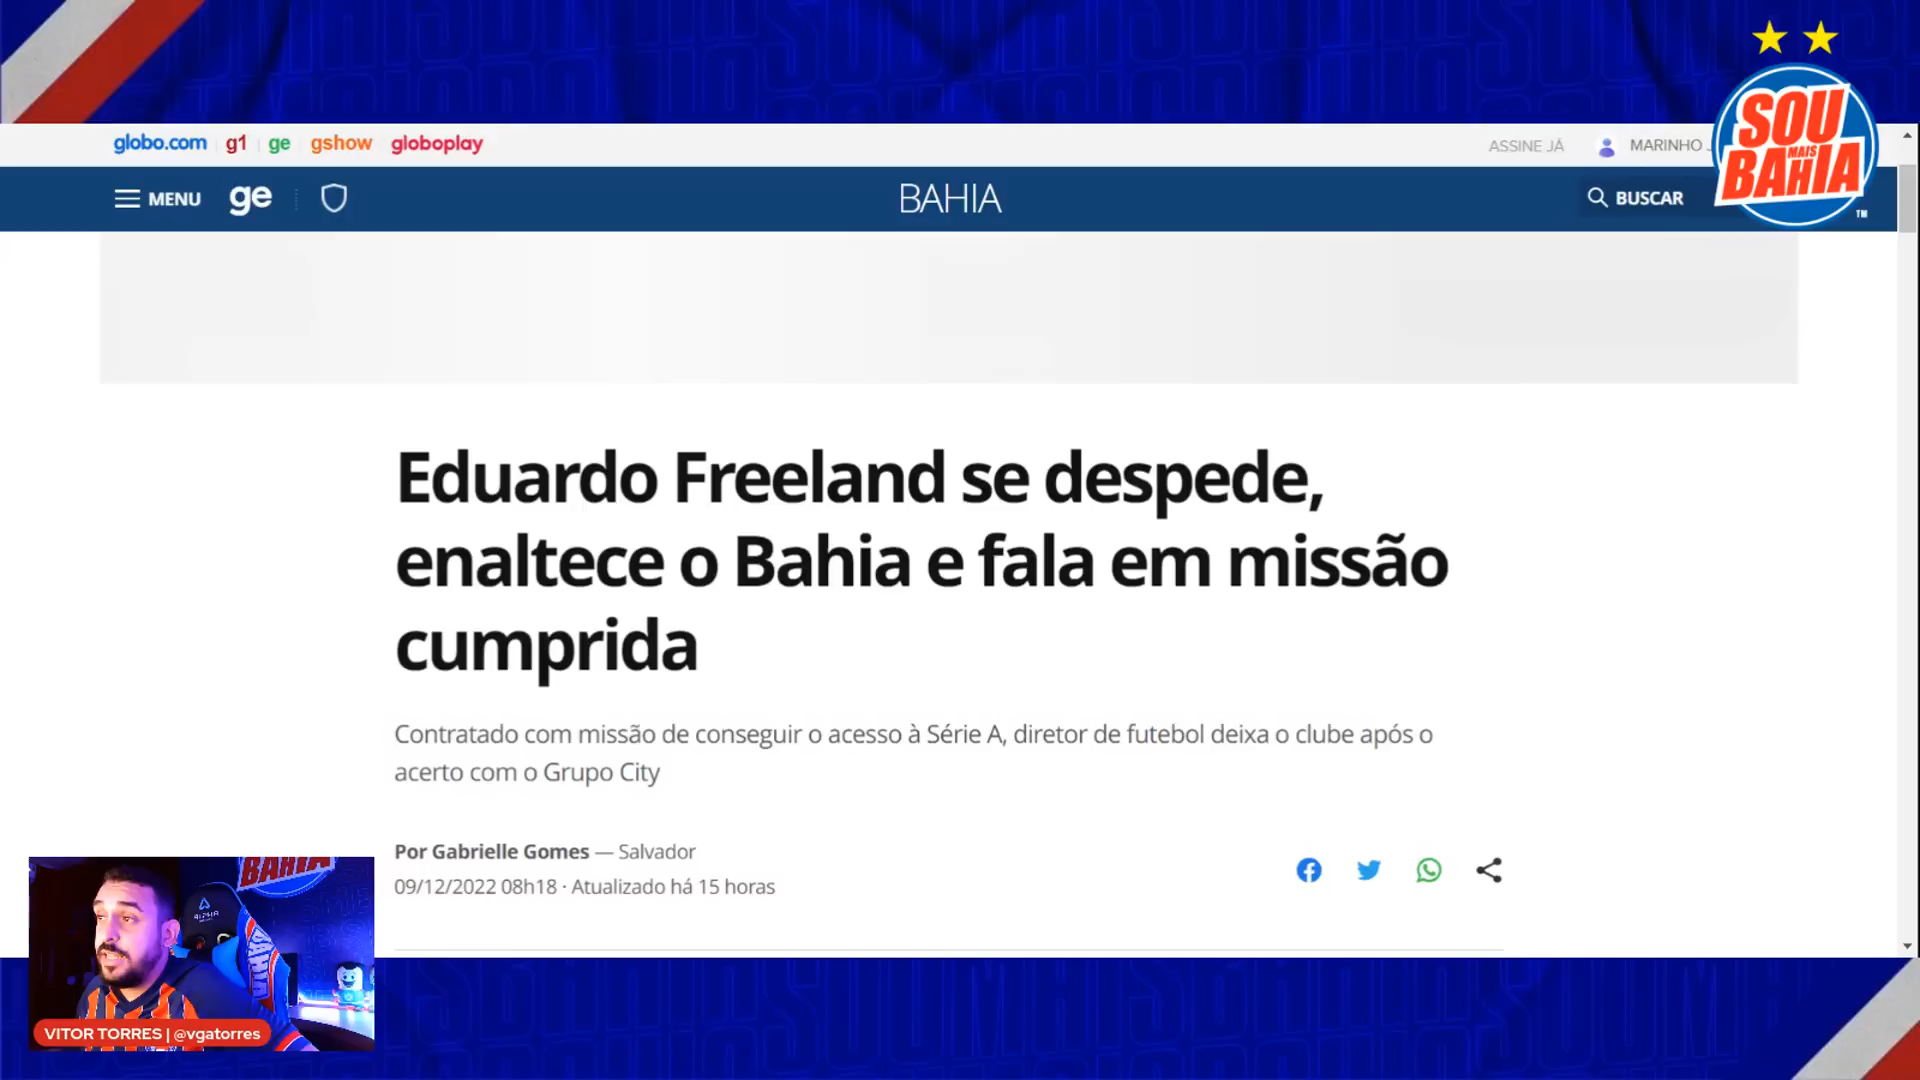 globo.com g1 ge gshow globoplay
ASSINE JÁ MARINHO
MENU ge BAHIA BUSCAR
SOU
MAIS
BAHIA
TM
Eduardo Freeland se despede,
enaltece o Bahia e fala em missão
cumprida
Contratado com missão de conseguir o acesso à Série A, diretor de futebol deixa o clube após o
acerto com o Grupo City
Por Gabrielle Gomes — Salvador
09/12/2022 08h18 · Atualizado há 15 horas
BAHIA
ALPHA
BAHIA
VITOR TORRES | @vgatorres